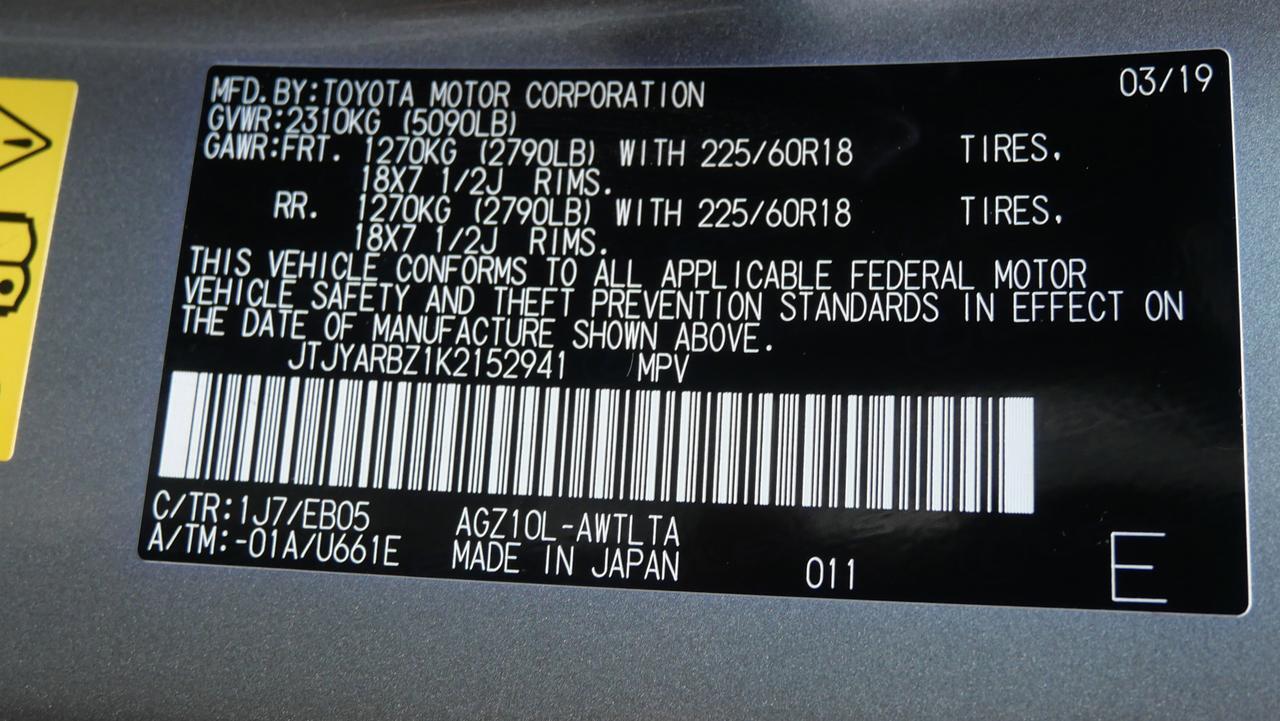 MFD. BY:TOYOTA MOTOR CORPORATION 03/19
GVWR:2310KG (5090LB)
GAWR:FRT. 1270KG (2790LB) WITH 225/60R18 TIRES.
18X7 1/2J RIMS.
RR. 1270KG (2790LB) WITH 225/60R18 TIRES.
18X7 1/2J RIMS.
THIS VEHICLE CONFORMS TO ALL APPLICABLE FEDERAL MOTOR
VEHICLE SAFETY AND THEFT PREVENTION STANDARDS IN EFFECT ON
THE DATE OF MANUFACTURE SHOWN ABOVE.
JTJYARBZ1K2152941 MPV
C/TR:1J7/EB05 AGZ10L-AWTLTA
A/TM:-01A/U661E MADE IN JAPAN 011 E